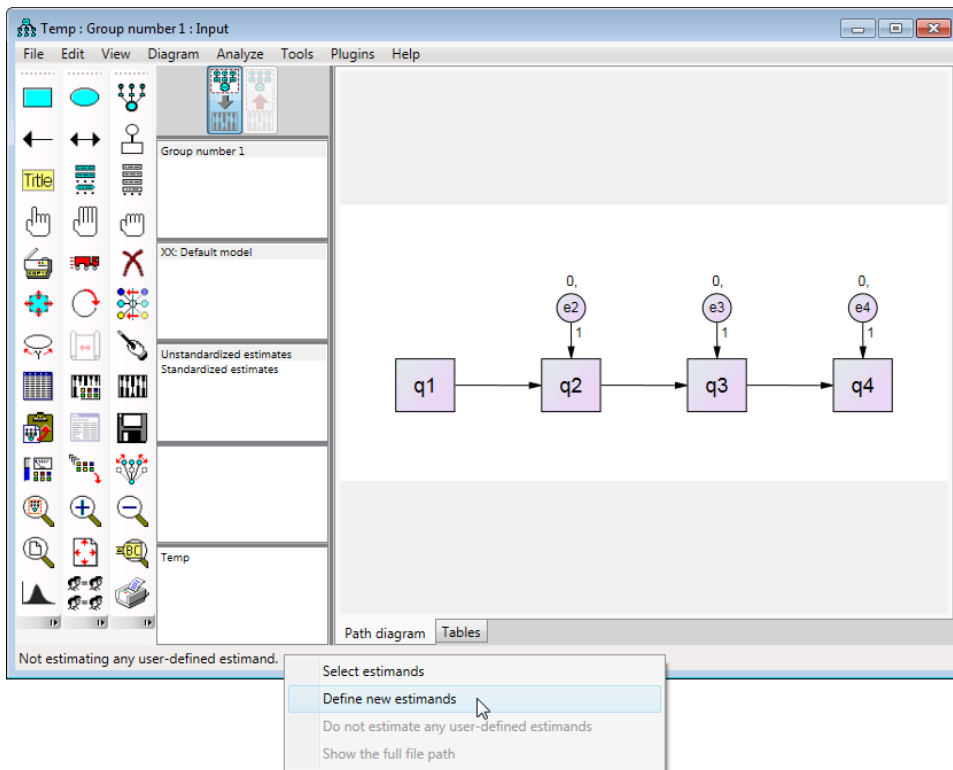 Temp : Group number 1 : Input
File Edit View Diagram Analyze Tools Plugins Help
Title
Group number 1
XX: Default model
Unstandardized estimates
Standardized estimates
Temp
0,
0,
0,
e2
e3
e4
1
1
1
q1
q2
q3
q4
Path diagram
Tables
Not estimating any user-defined estimand.
Select estimands
Define new estimands
Do not estimate any user-defined estimands
Show the full file path